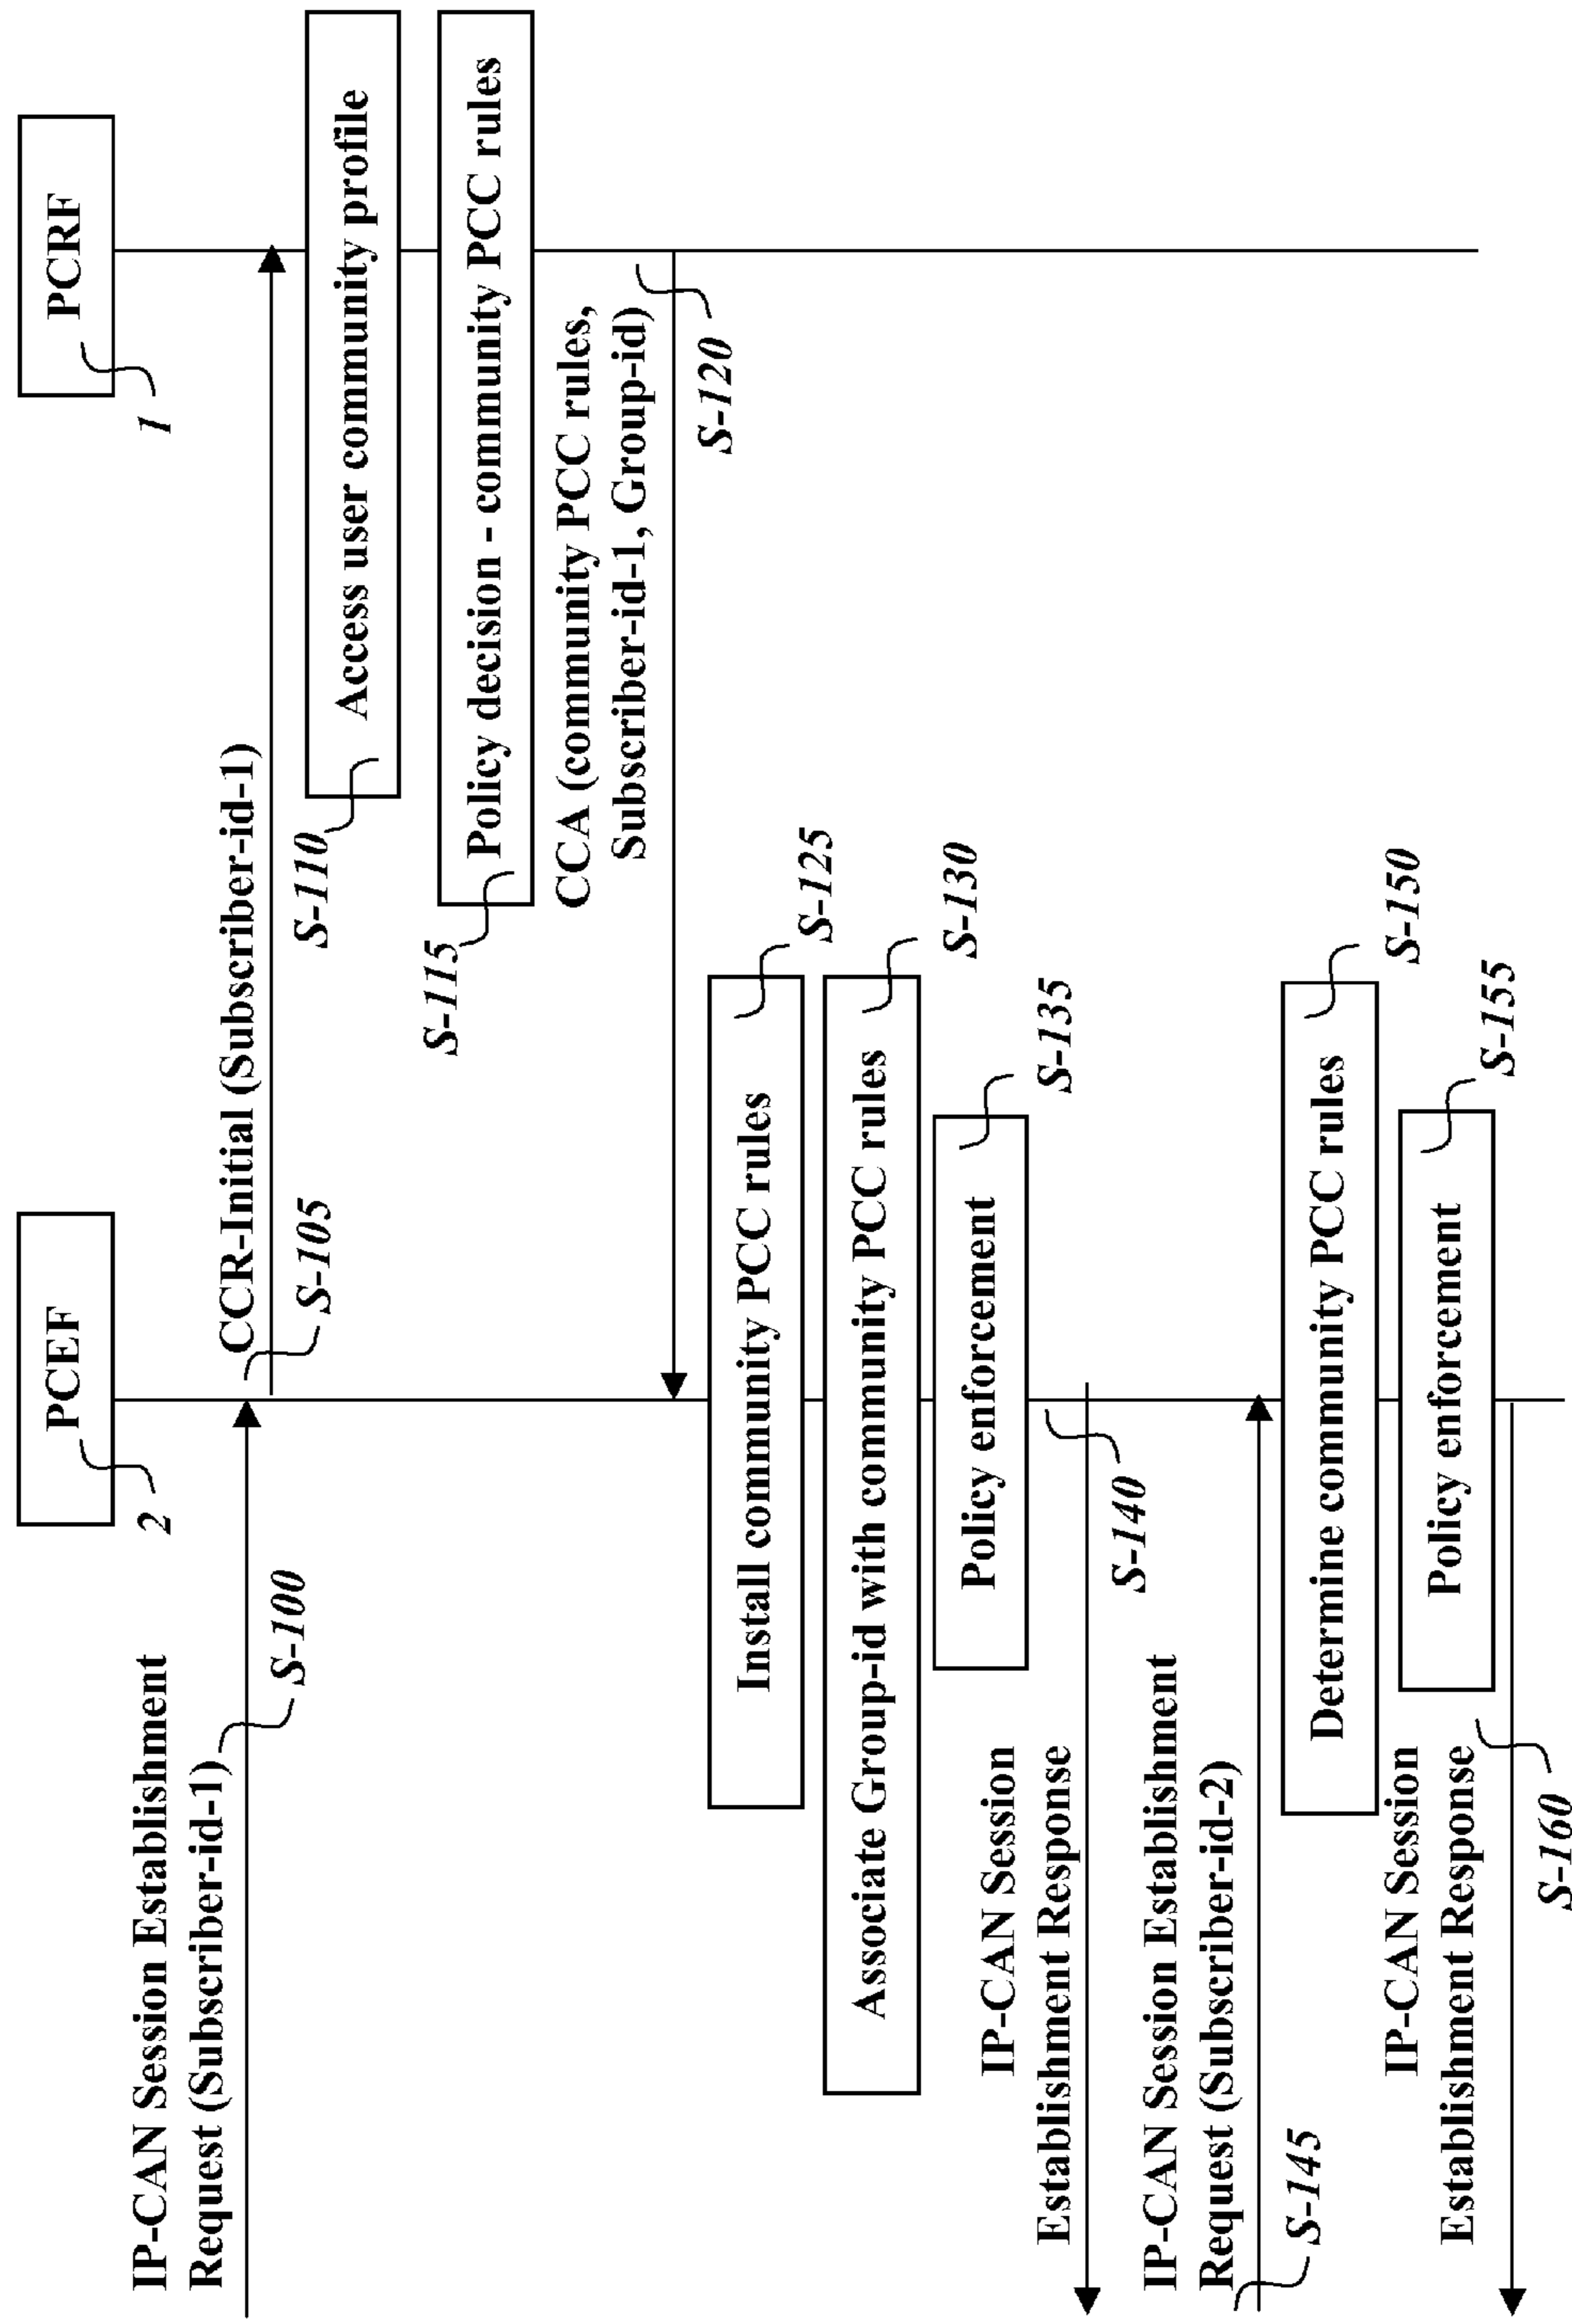 PCEF
2
PCRF
1
IP-CAN Session Establishment
Request (Subscriber-id-1)
S-100
CCR-Initial (Subscriber-id-1)
S-105
Access user community profile
S-110
Policy decision - community PCC rules
S-115
CCA (community PCC rules,
Subscriber-id-1, Group-id)
S-120
Install community PCC rules
S-125
Associate Group-id with community PCC rules
S-130
Policy enforcement
S-135
IP-CAN Session
Establishment Response
S-140
IP-CAN Session Establishment
Request (Subscriber-id-2)
S-145
Determine community PCC rules
S-150
Policy enforcement
S-155
IP-CAN Session
Establishment Response
S-160